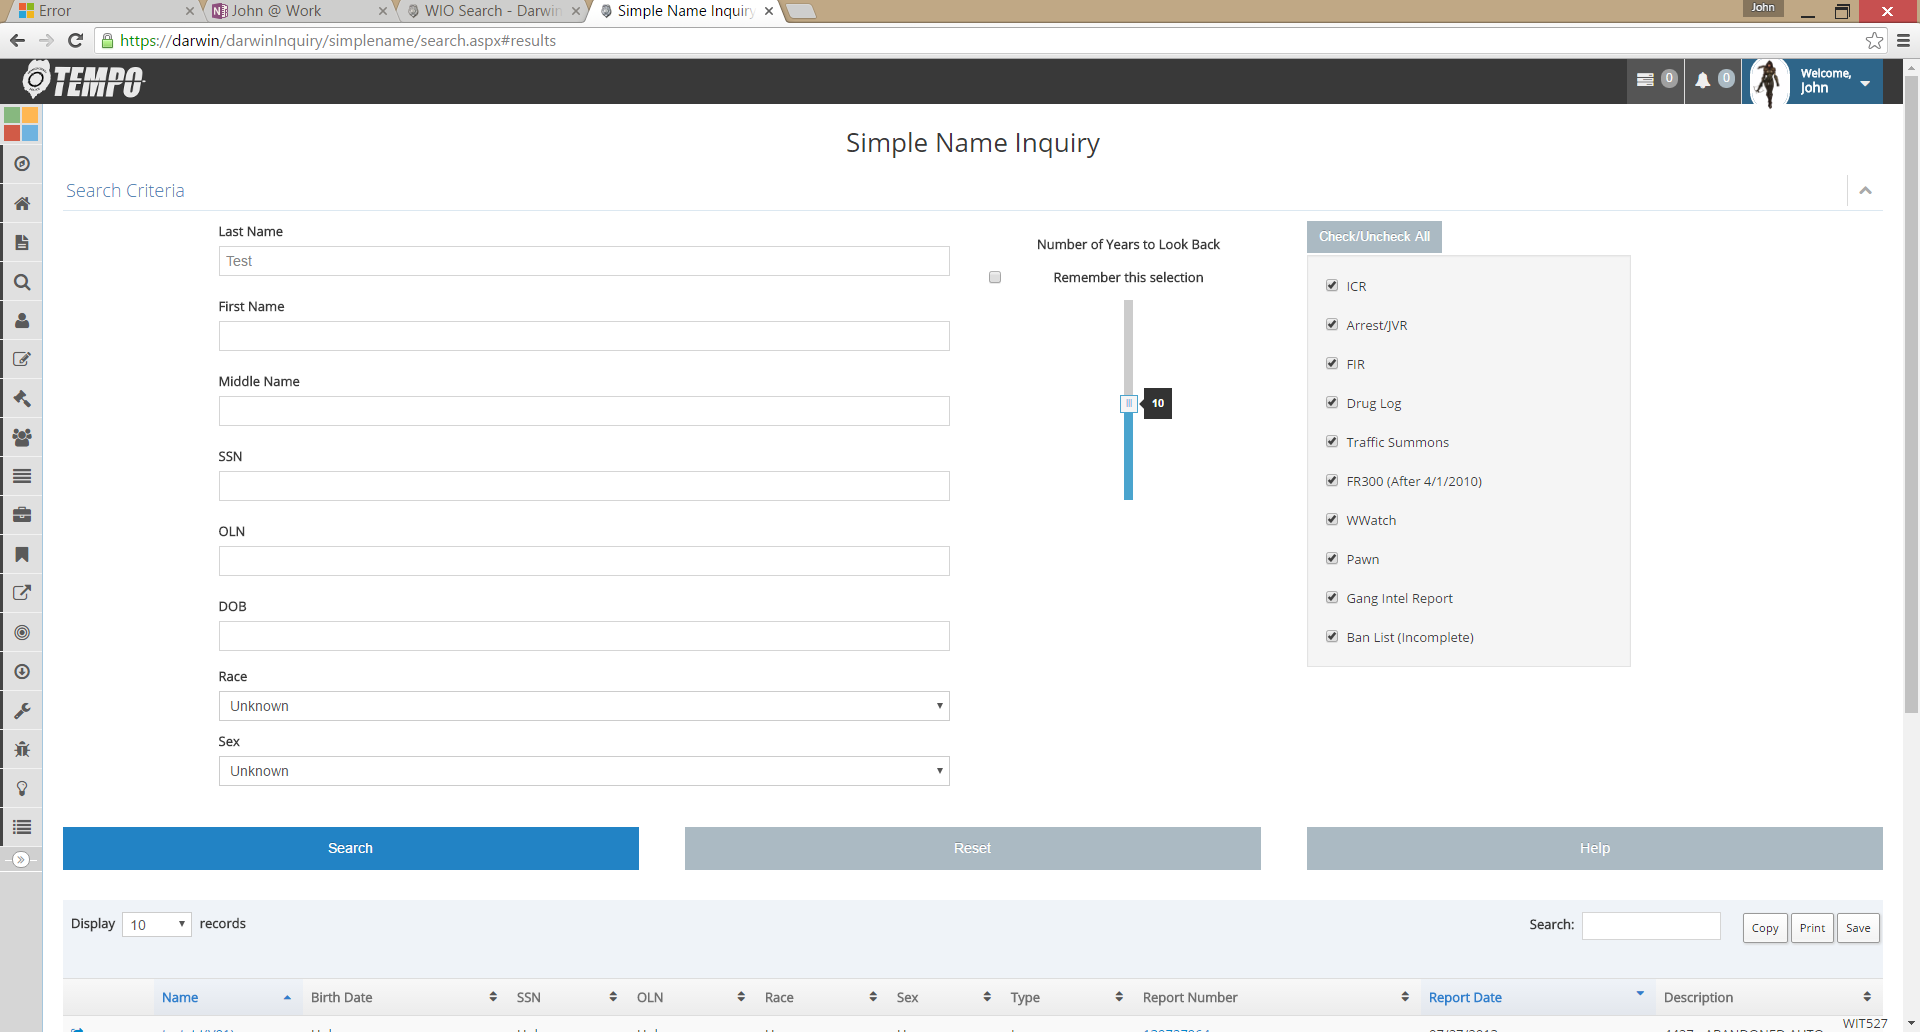 Error
John @ Work
WIO Search - Darwin
Simple Name Inquiry
John
https://darwin/darwinInquiry/simplename/search.aspx#results
TEMPO
0
0
Welcome,
John
Simple Name Inquiry
Search Criteria
Last Name
Test
First Name
Middle Name
SSN
OLN
DOB
Race
Unknown
Sex
Unknown
Number of Years to Look Back
Remember this selection
10
Check/Uncheck All
ICR
Arrest/JVR
FIR
Drug Log
Traffic Summons
FR300 (After 4/1/2010)
WWatch
Pawn
Gang Intel Report
Ban List (Incomplete)
Search
Reset
Help
Display 10 records
Search:
Copy
Print
Save
Name Birth Date SSN OLN Race Sex Type Report Number Report Date Description
WIT527